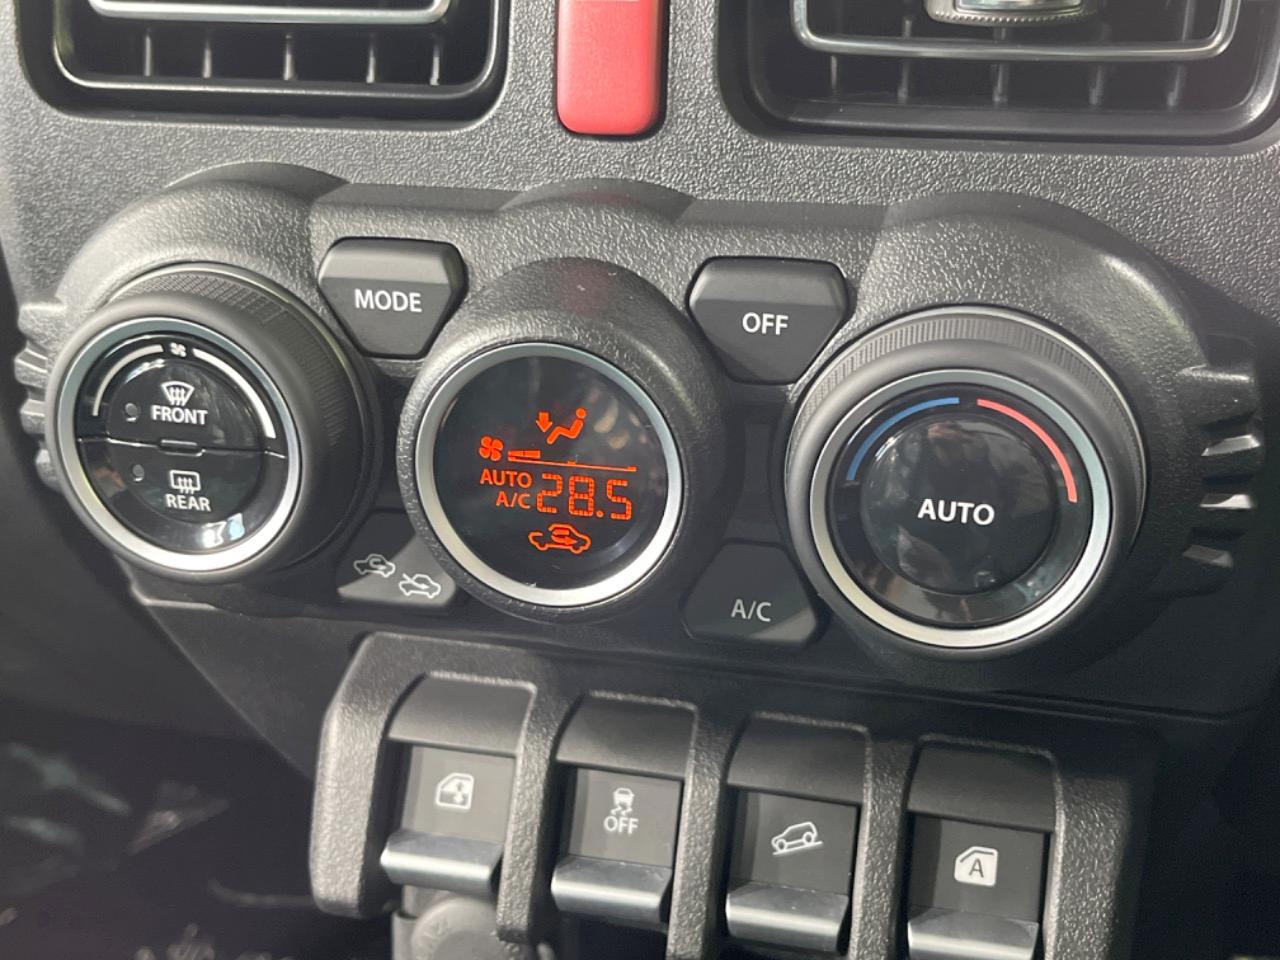 MODE
OFF
FRONT
REAR
AUTO
A/C 28.5
AUTO
A/C
OFF
A